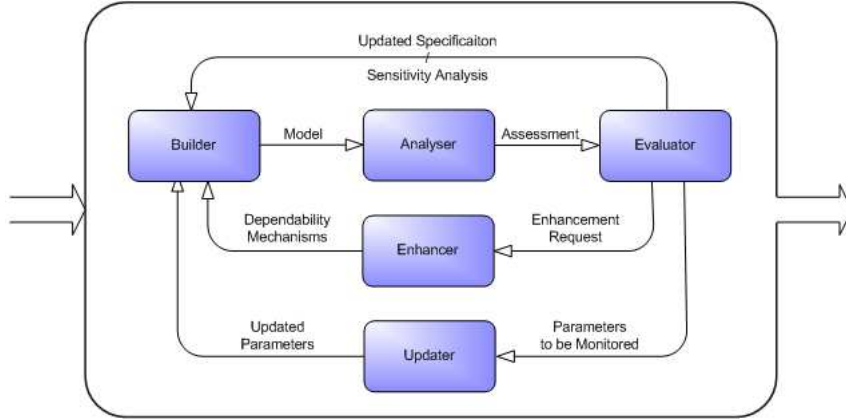 Updated Specificaiton
/
Sensitivity Analysis
Builder
Model
Analyser
Assessment
Evaluator
Dependability
Mechanisms
Enhancer
Enhancement
Request
Updated
Parameters
Updater
Parameters
to be Monitored